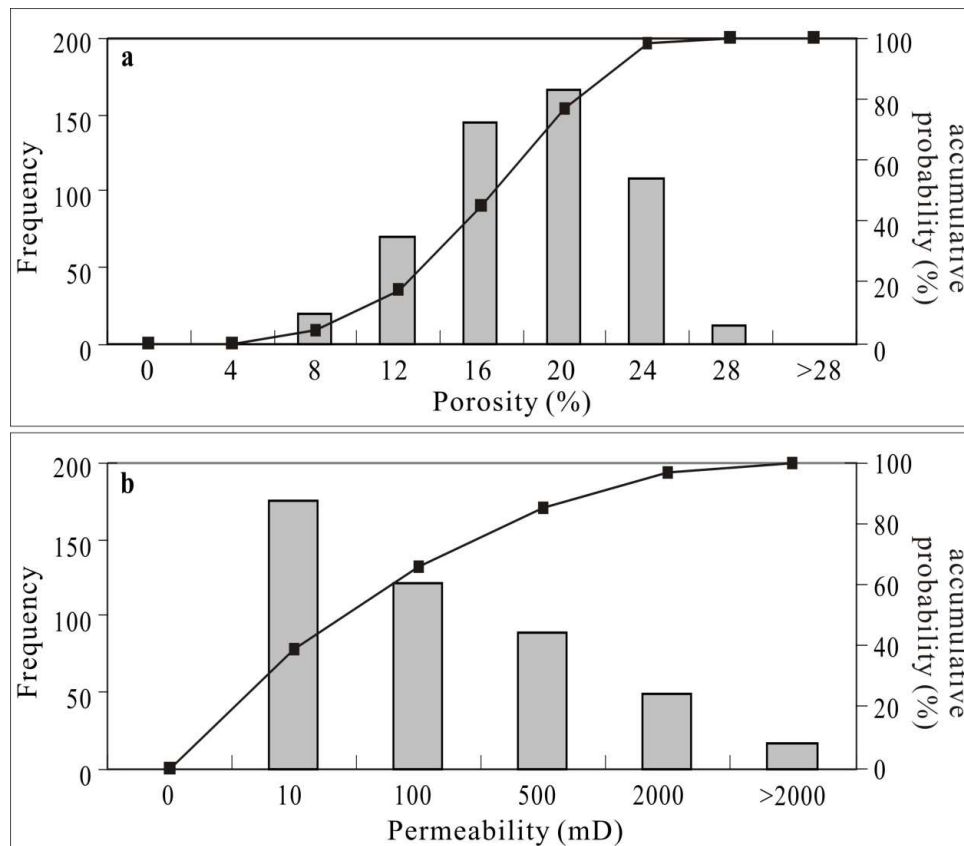 a
200
150
100
50
0
Frequency
100
80
60
40
20
0
accumulative
probability (%)
0 4 8 12 16 20 24 28 >28
Porosity (%)
b
200
150
100
50
0
Frequency
100
80
60
40
20
0
accumulative
probability (%)
0 10 100 500 2000 >2000
Permeability (mD)